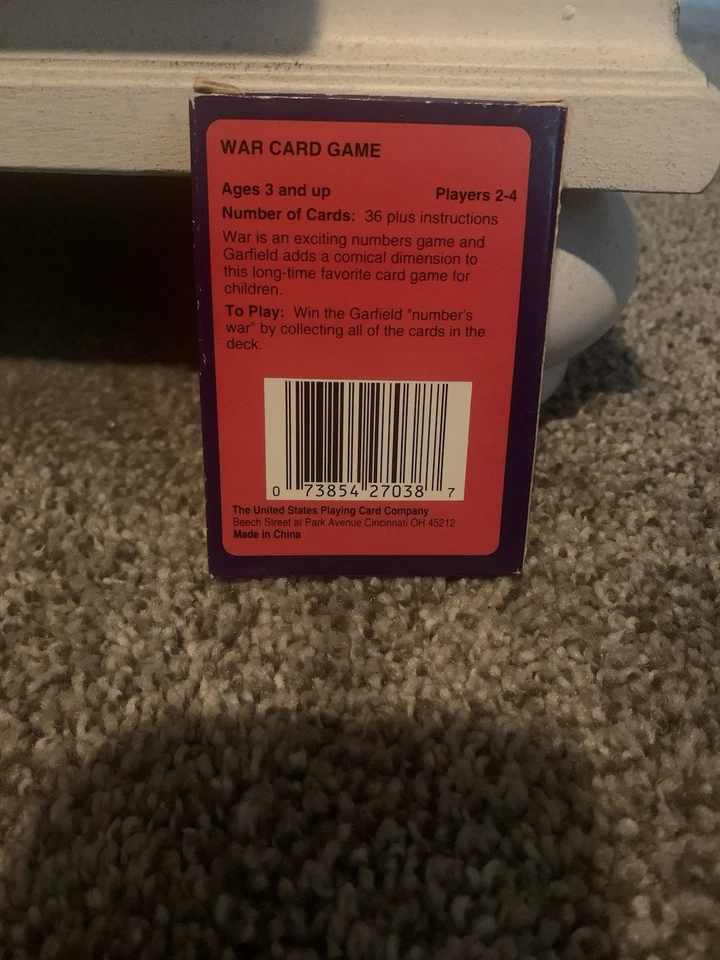 WAR CARD GAME
Ages 3 and up Players 2-4
Number of Cards: 36 plus instructions
War is an exciting numbers game and
Garfield adds a comical dimension to
this long-time favorite card game for
children.
To Play: Win the Garfield "number's
war" by collecting all of the cards in the
deck.
0 73854 27038 7
The United States Playing Card Company
Beech Street at Park Avenue Cincinnati OH 45212
Made in China